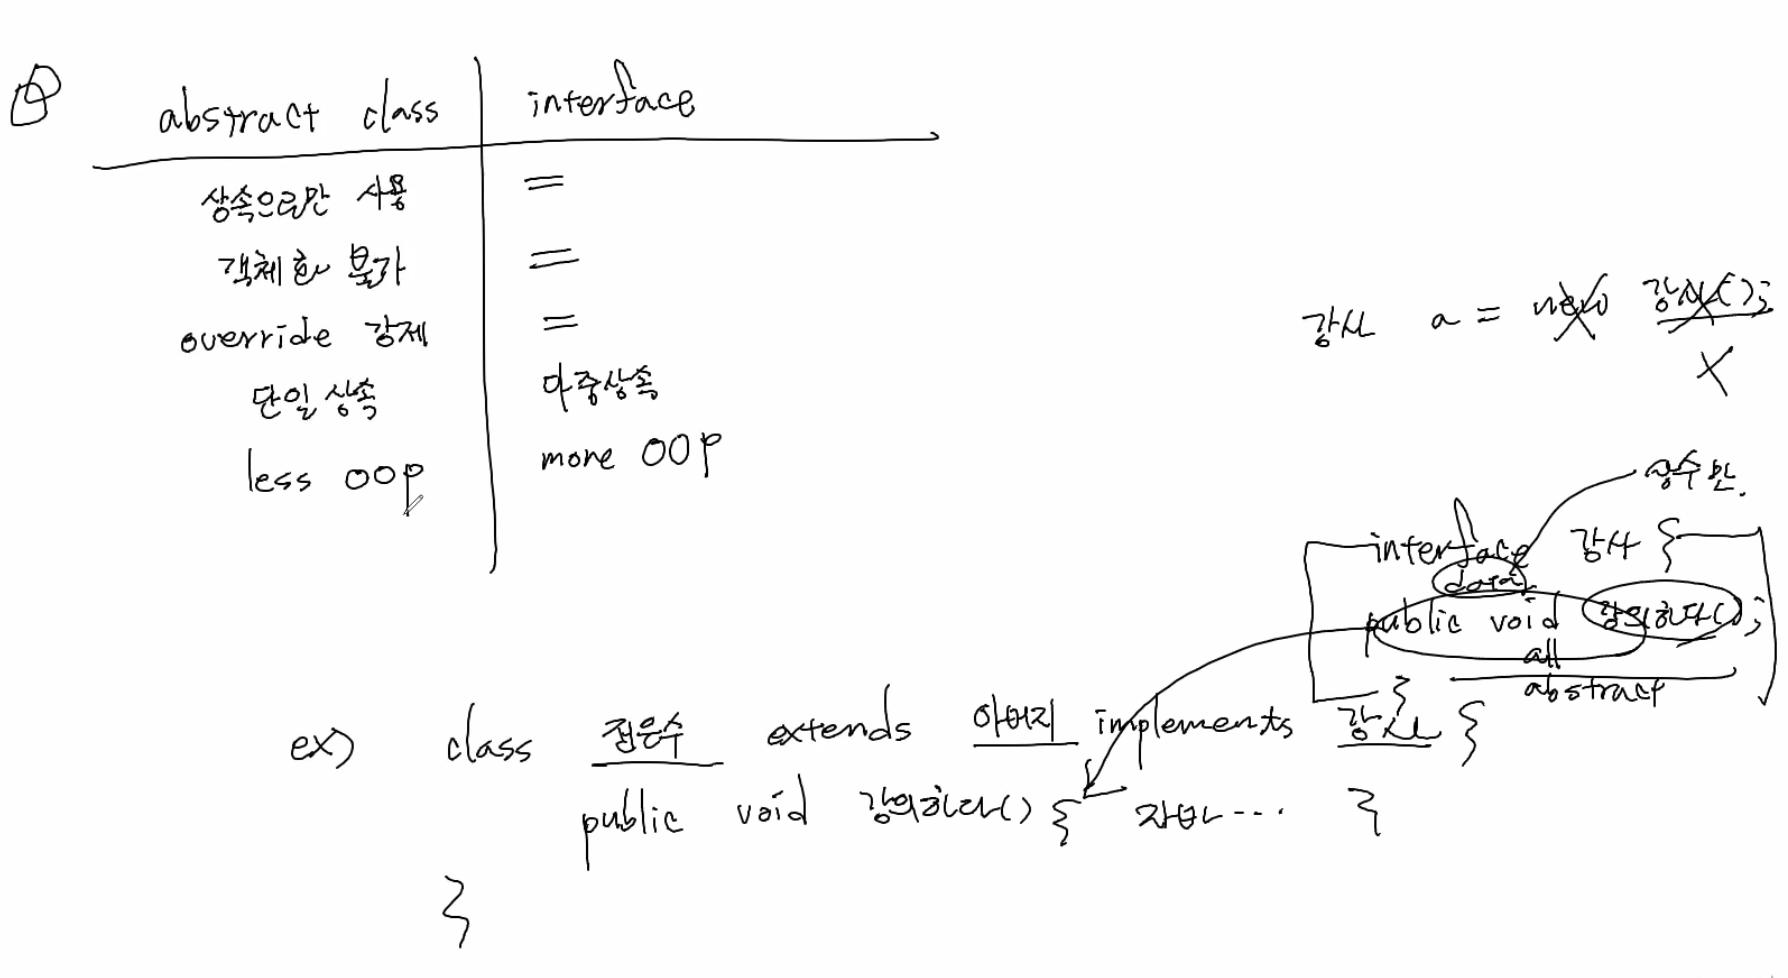 abstract class interface
상속으로만 사용 =
객체화 불가 =
override 강제 =
단일상속 다중상속
less OOP more OOP
강사 a = new 강사();
X
상수화.
interface 강사 {
data
public void 강의하다();
all
abstract
}
ex) class 정은수 extends 아버지 implements 강사 {
public void 강의하다() { 자바... }
}